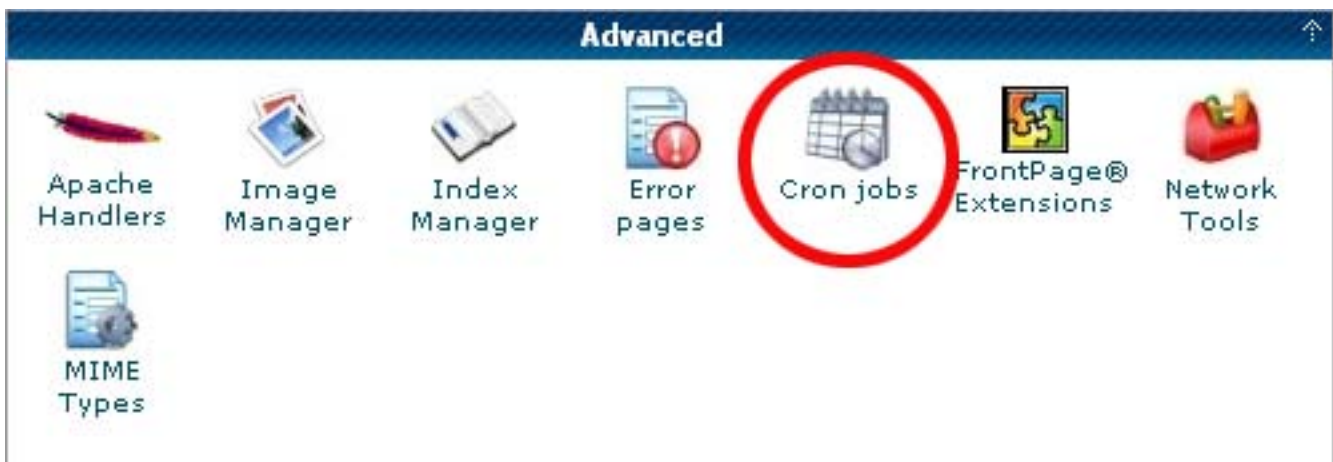 Advanced
Apache
Handlers
Image
Manager
Index
Manager
Error
pages
Cron jobs
FrontPage®
Extensions
Network
Tools
MIME
Types